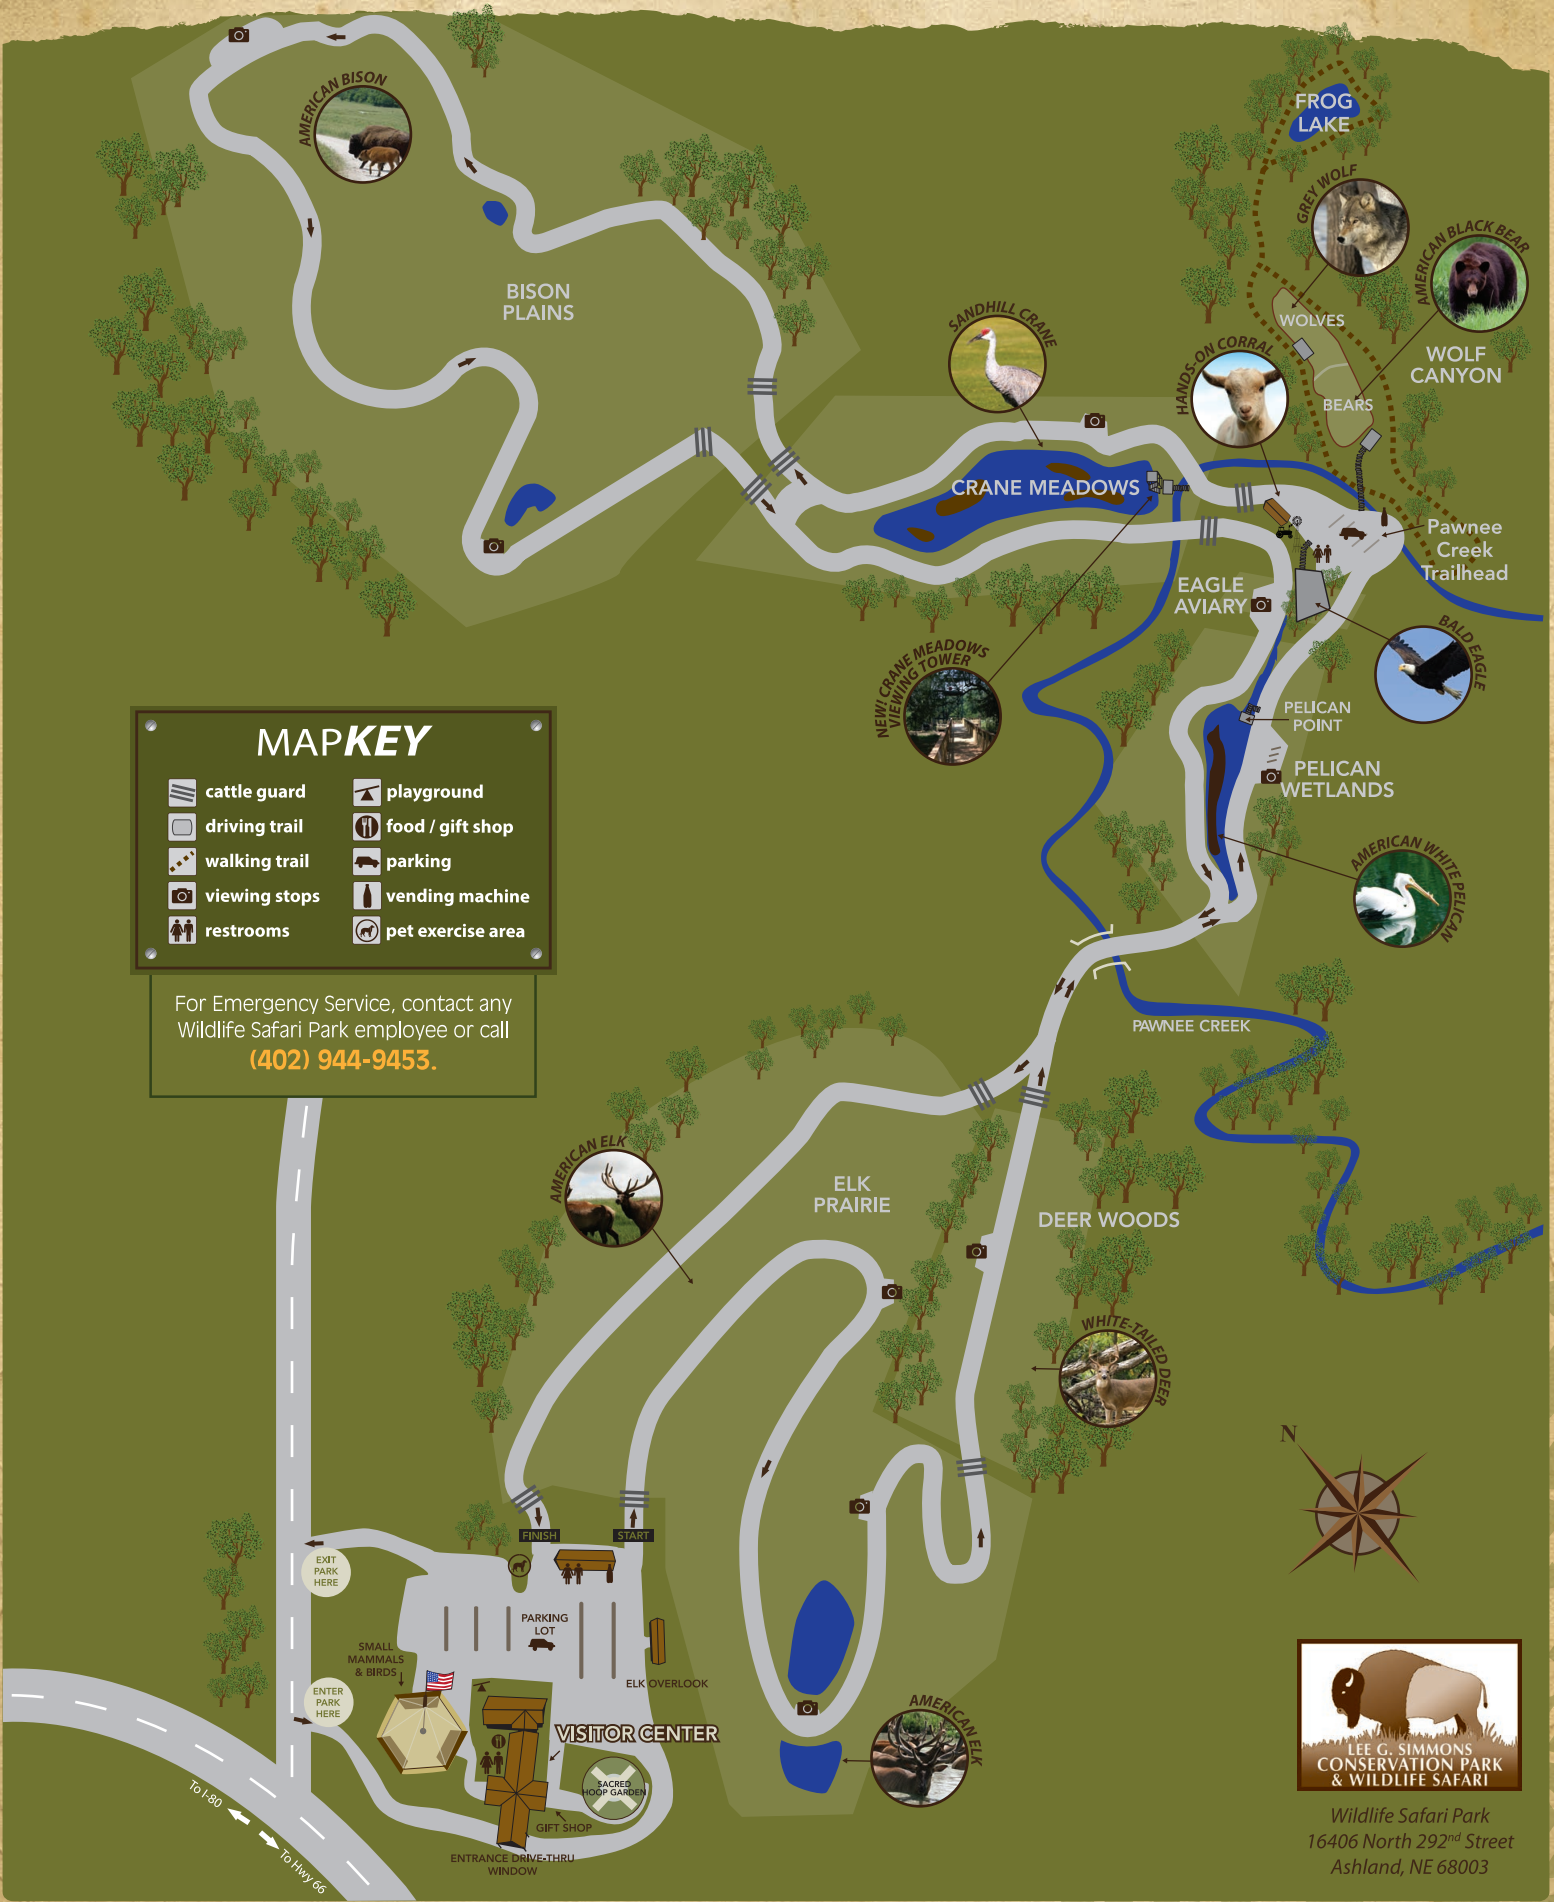 AMERICAN BISON
FROG
LAKE
GREY WOLF
AMERICAN BLACK BEAR
BISON
PLAINS
SANDHILL CRANE
WOLVES
HANDS-ON CORRAL
WOLF
CANYON
BEARS
CRANE MEADOWS
Pawnee
Creek
Trailhead
EAGLE
AVIARY
BALD EAGLE
NEW! CRANE MEADOWS
VIEWING TOWER
PELICAN
POINT
PELICAN
WETLANDS
AMERICAN WHITE PELICAN
MAPKEY
cattle guard
driving trail
walking trail
viewing stops
restrooms
playground
food / gift shop
parking
vending machine
pet exercise area
For Emergency Service, contact any
Wildlife Safari Park employee or call
(402) 944-9453.
PAWNEE CREEK
AMERICAN ELK
ELK
PRAIRIE
DEER WOODS
WHITE-TAILED DEER
N
FINISH
START
EXIT
PARK
HERE
PARKING
LOT
SMALL
MAMMALS
& BIRDS
ELK OVERLOOK
ENTER
PARK
HERE
VISITOR CENTER
AMERICAN ELK
SACRED
HOOP GARDEN
GIFT SHOP
ENTRANCE DRIVE-THRU
WINDOW
To I-80
To Hwy 66
LEE G. SIMMONS
CONSERVATION PARK
& WILDLIFE SAFARI
Wildlife Safari Park
16406 North 292nd Street
Ashland, NE 68003